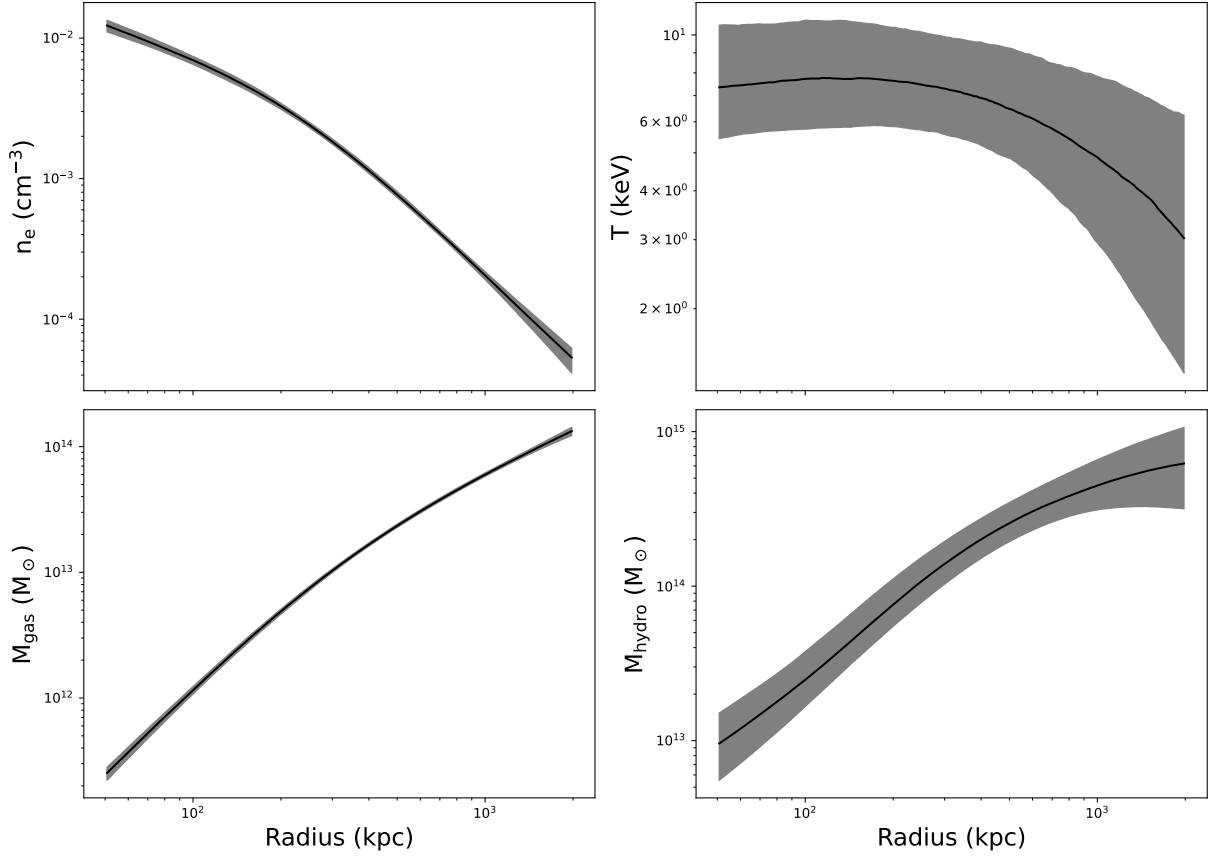 10⁻²
10⁻³
10⁻⁴
nₑ (cm⁻³)
10¹
6 × 10⁰
4 × 10⁰
3 × 10⁰
2 × 10⁰
T (keV)
10¹⁴
10¹³
10¹²
M_gas (M_⊙)
10² 10³
Radius (kpc)
10¹⁵
10¹⁴
10¹³
M_hydro (M_⊙)
10² 10³
Radius (kpc)